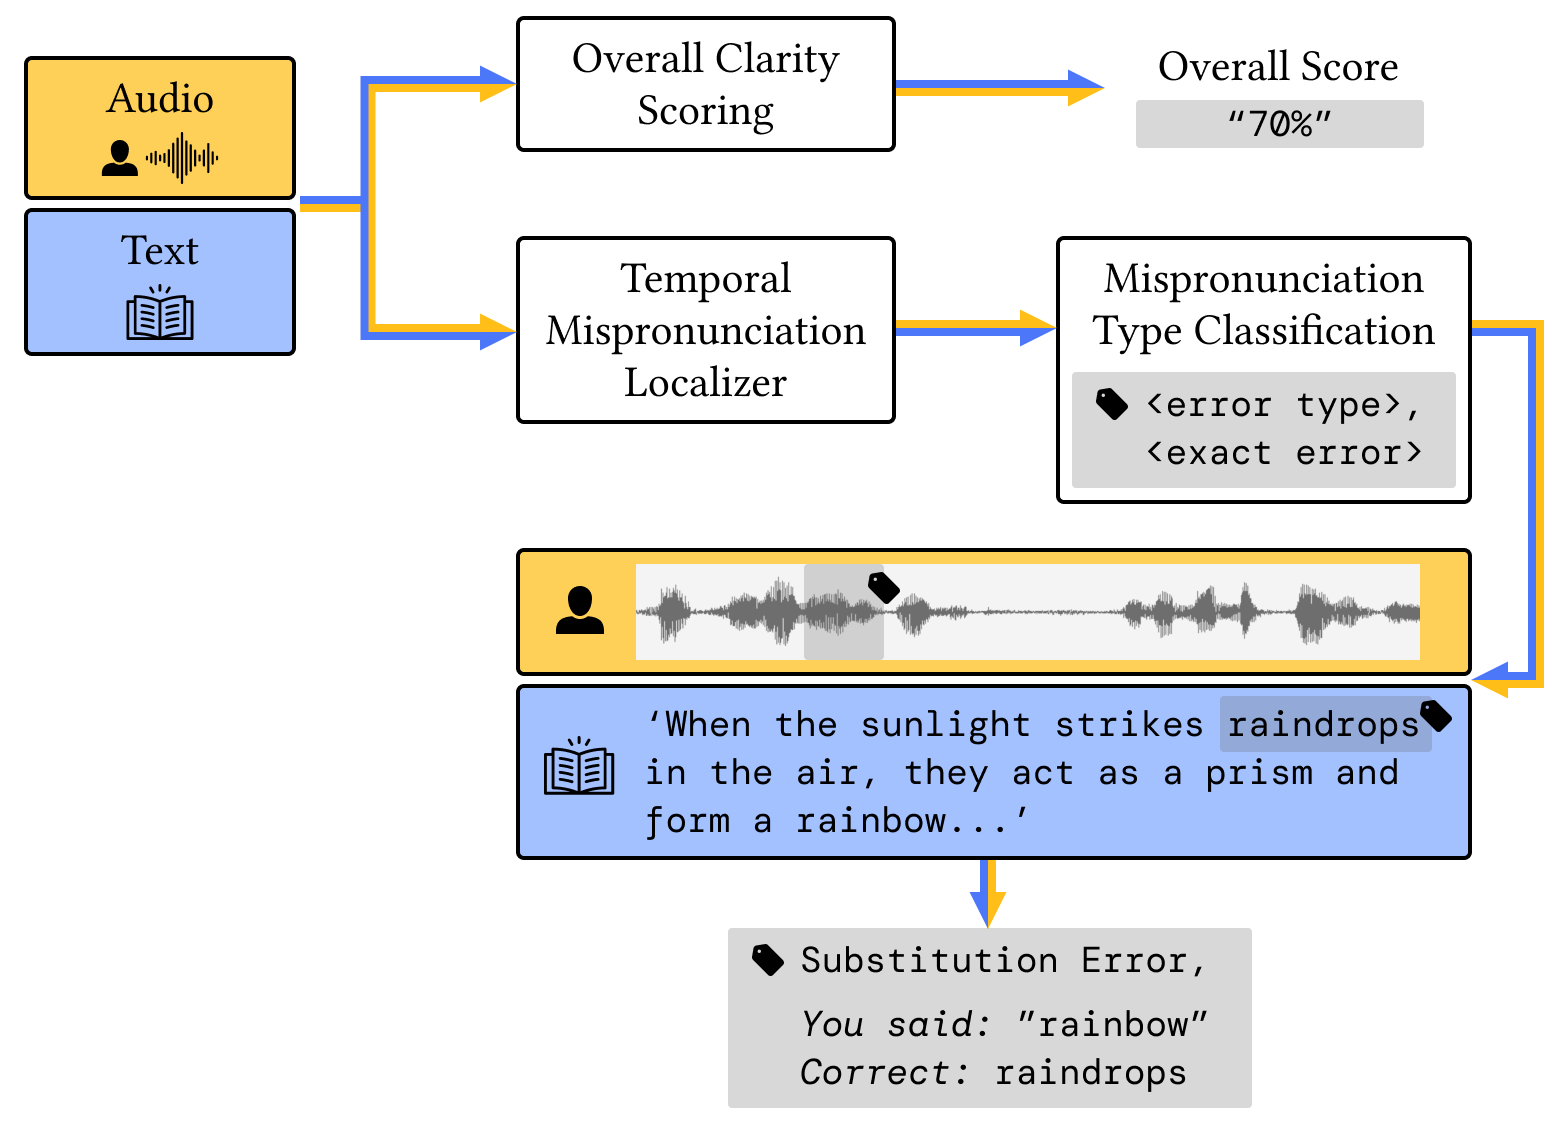 Audio
Text
Overall Clarity
Scoring
Overall Score
“70%”
Temporal
Mispronunciation
Localizer
Mispronunciation
Type Classification
<error type>,
<exact error>
‘When the sunlight strikes raindrops
in the air, they act as a prism and
form a rainbow...’
Substitution Error,
You said: ”rainbow”
Correct: raindrops